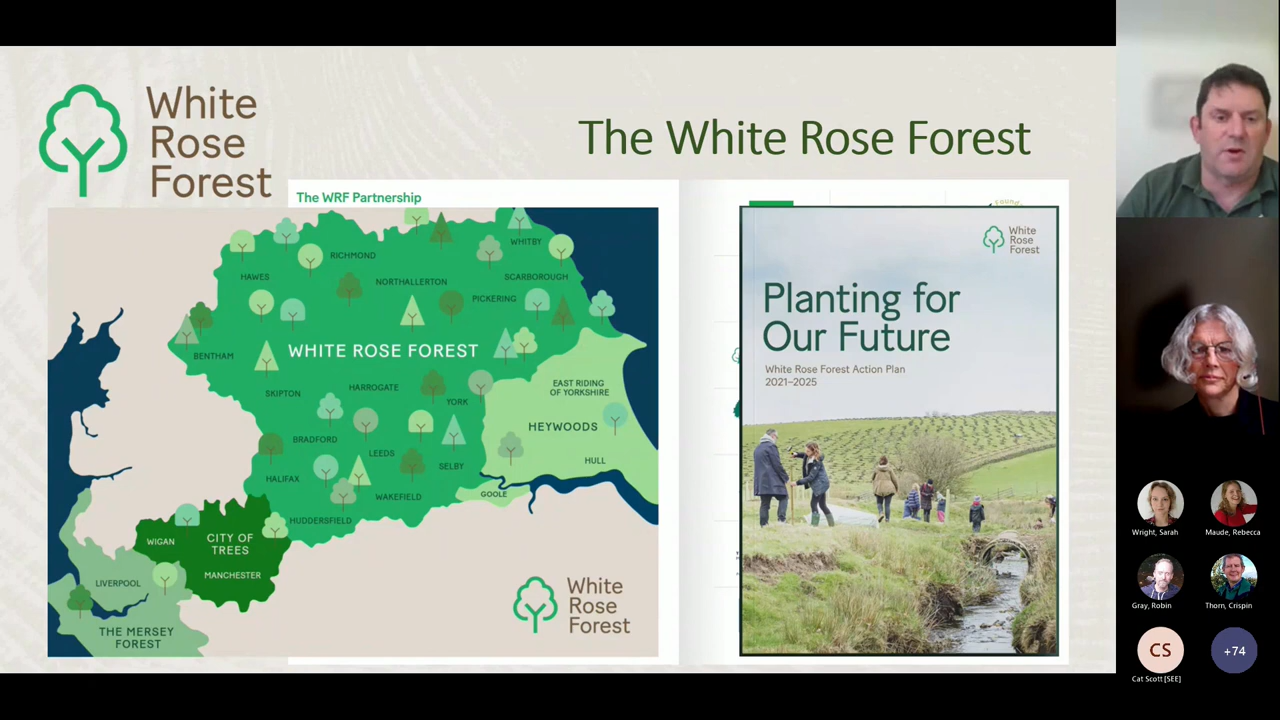 White
Rose
Forest
The White Rose Forest
The WRF Partnership
WHITBY
RICHMOND
HAWES
SCARBOROUGH
NORTHALLERTON
PICKERING
BENTHAM
WHITE ROSE FOREST
SKIPTON
HARROGATE
YORK
EAST RIDING
OF YORKSHIRE
HEYWOODS
BRADFORD
LEEDS
SELBY
HULL
HALIFAX
WAKEFIELD
GOOLE
HUDDERSFIELD
WIGAN
CITY OF
TREES
MANCHESTER
LIVERPOOL
THE MERSEY
FOREST
White
Rose
Forest
White
Rose
Forest
Planting for
Our Future
White Rose Forest Action Plan
2021–2025
Wright, Sarah
Maude, Rebecca
Gray, Robin
Thorn, Crispin
CS
+74
Cat Scott [SEE]